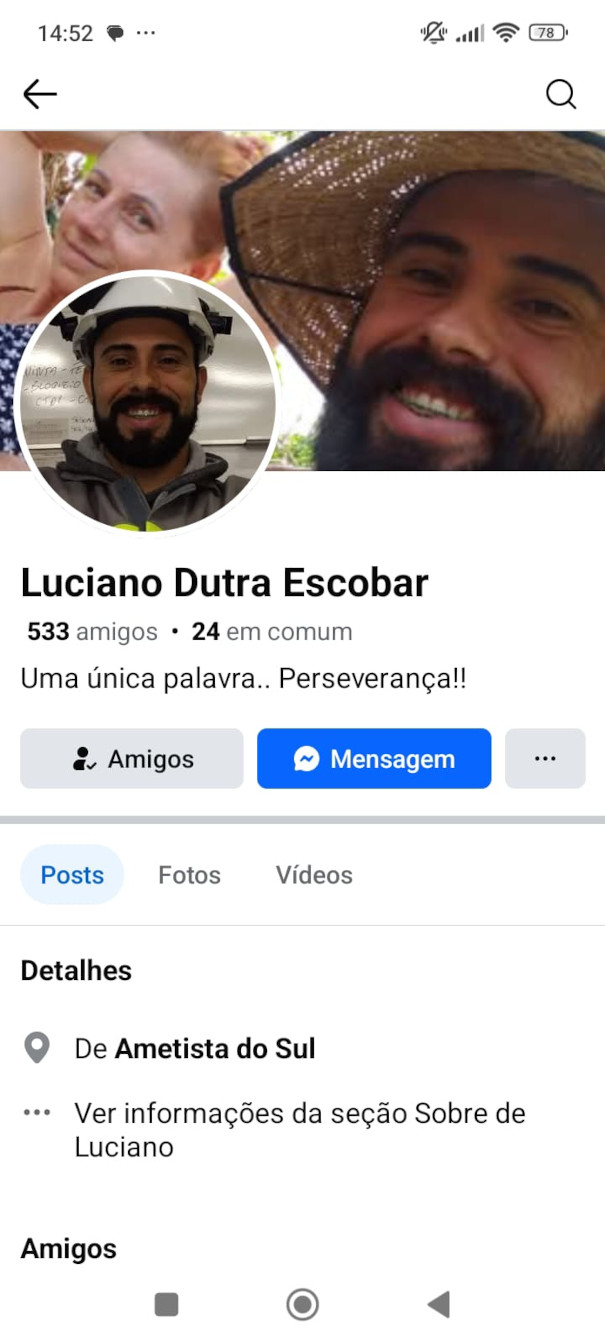 14:52
78
Luciano Dutra Escobar
533 amigos • 24 em comum
Uma única palavra.. Perseverança!!
Amigos
Mensagem
Posts Fotos Vídeos
Detalhes
De Ametista do Sul
Ver informações da seção Sobre de
Luciano
Amigos